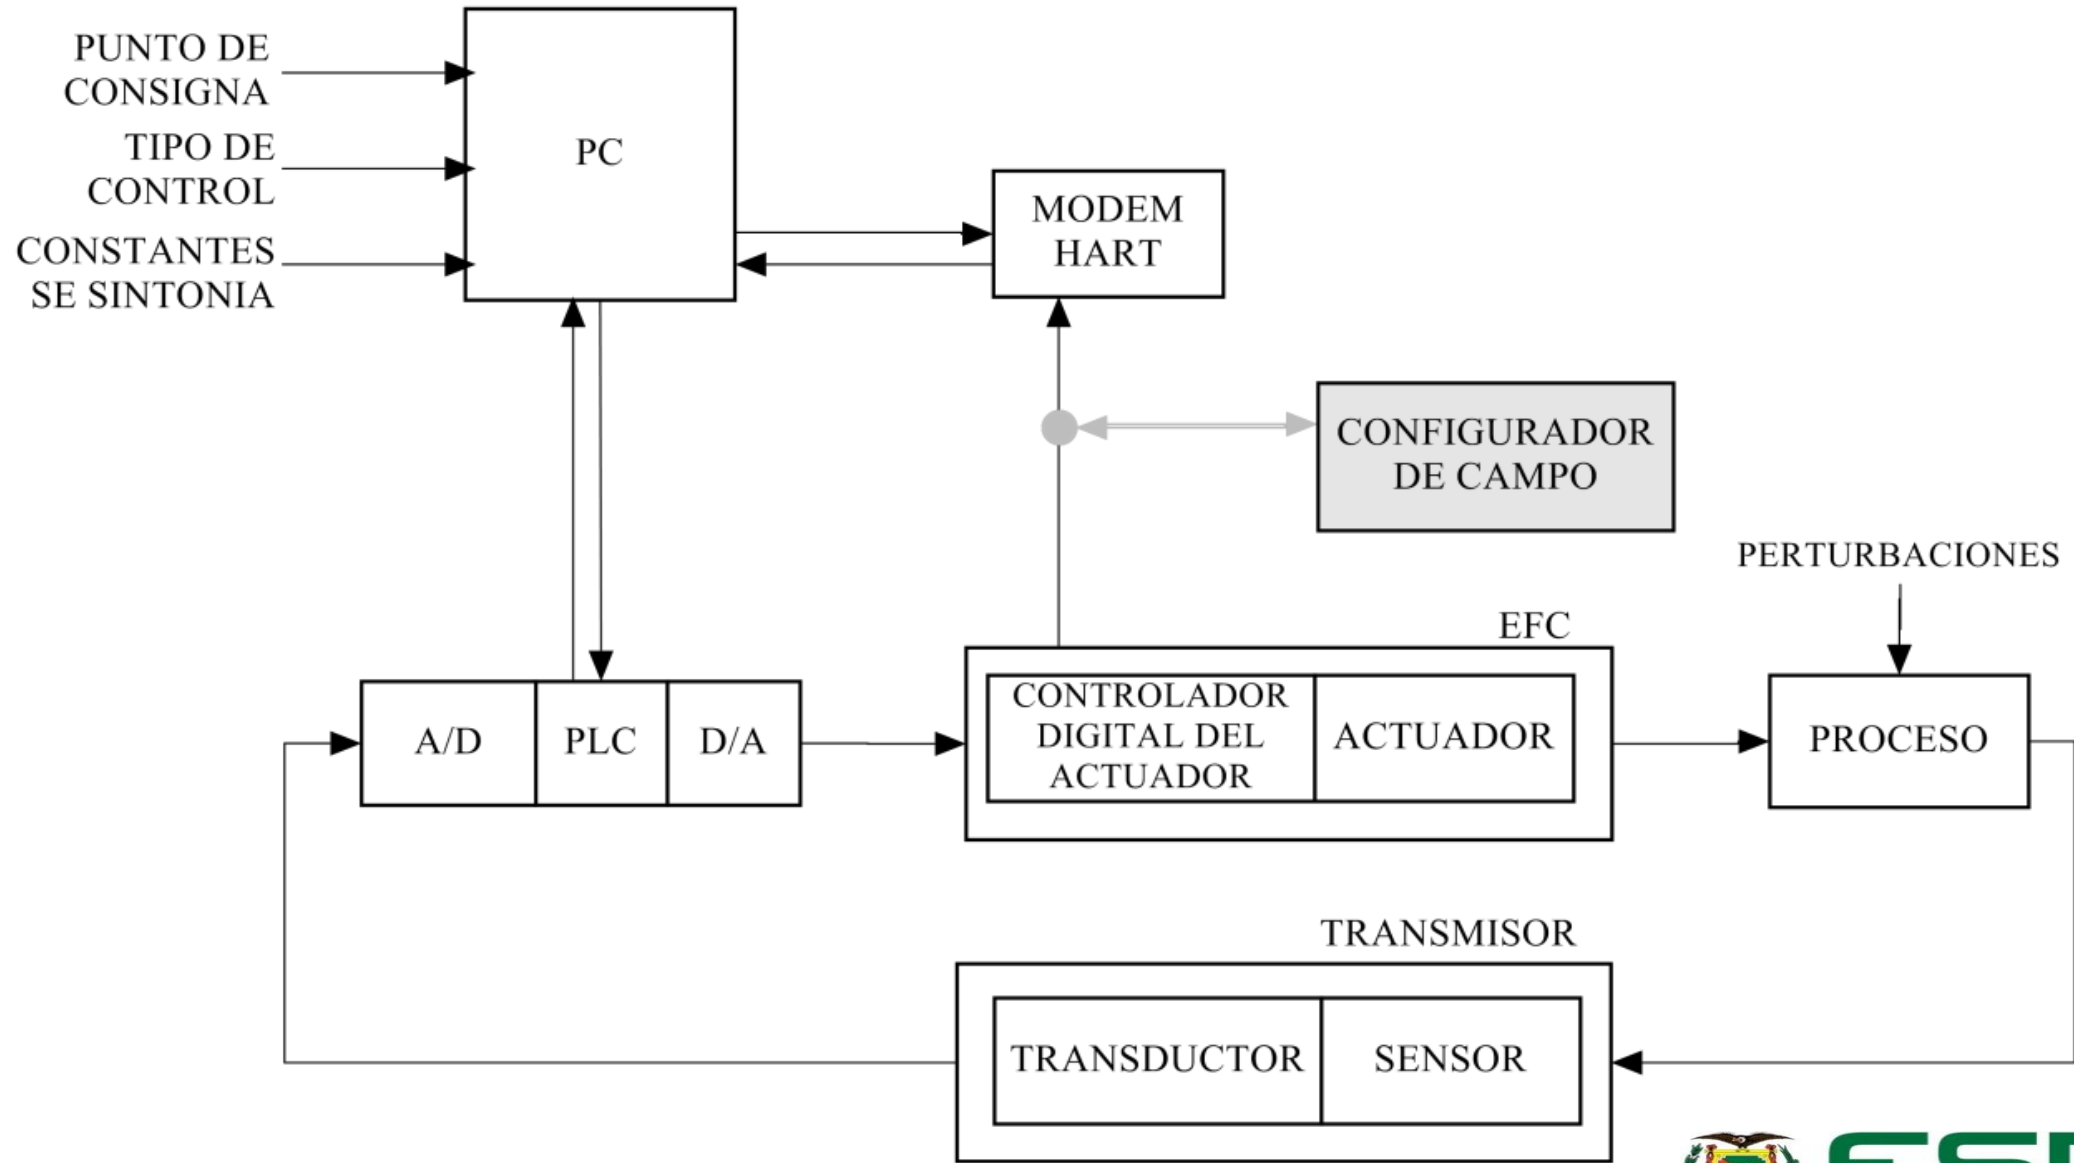 PUNTO DE
CONSIGNA
TIPO DE
CONTROL
CONSTANTES
SE SINTONIA
PC
MODEM
HART
CONFIGURADOR
DE CAMPO
PERTURBACIONES
EFC
A/D
PLC
D/A
CONTROLADOR
DIGITAL DEL
ACTUADOR
ACTUADOR
PROCESO
TRANSMISOR
TRANSDUCTOR
SENSOR